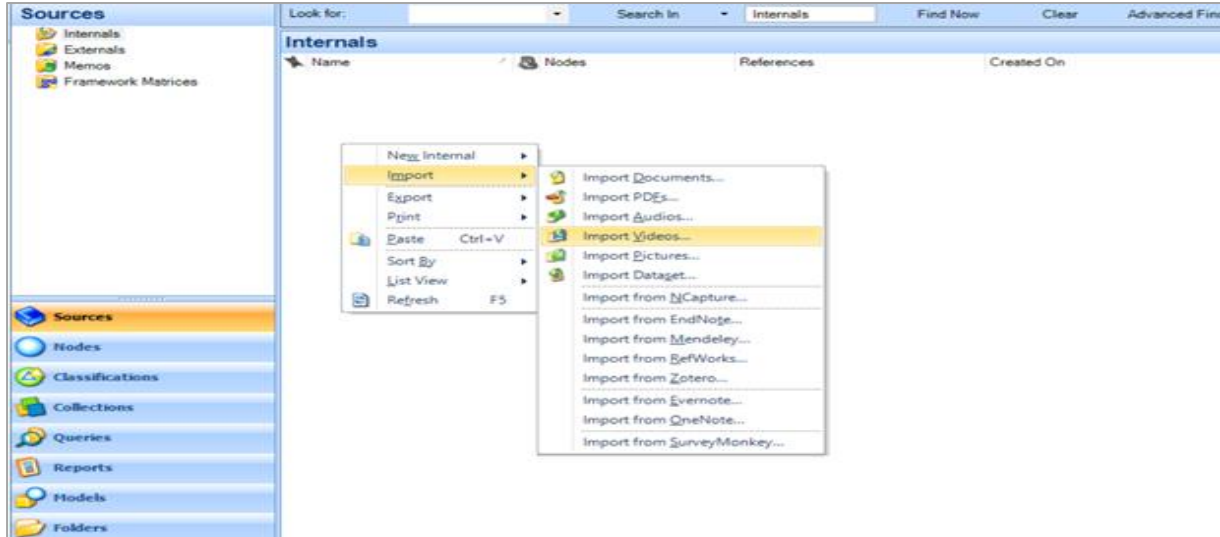 Sources
Internals
Externals
Memos
Framework Matrices
Sources
Nodes
Classifications
Collections
Queries
Reports
Models
Folders
Look for: Search In Internals Find Now Clear Advanced Find
Internals
Name Nodes References Created On
New Internal
Import
Export
Print
Paste Ctrl+V
Sort By
List View
Refresh F5
Import Documents...
Import PDFs...
Import Audios...
Import Videos...
Import Pictures...
Import Dataset...
Import from NCapture...
Import from EndNote...
Import from Mendeley...
Import from RefWorks...
Import from Zotero...
Import from Evernote...
Import from OneNote...
Import from SurveyMonkey...